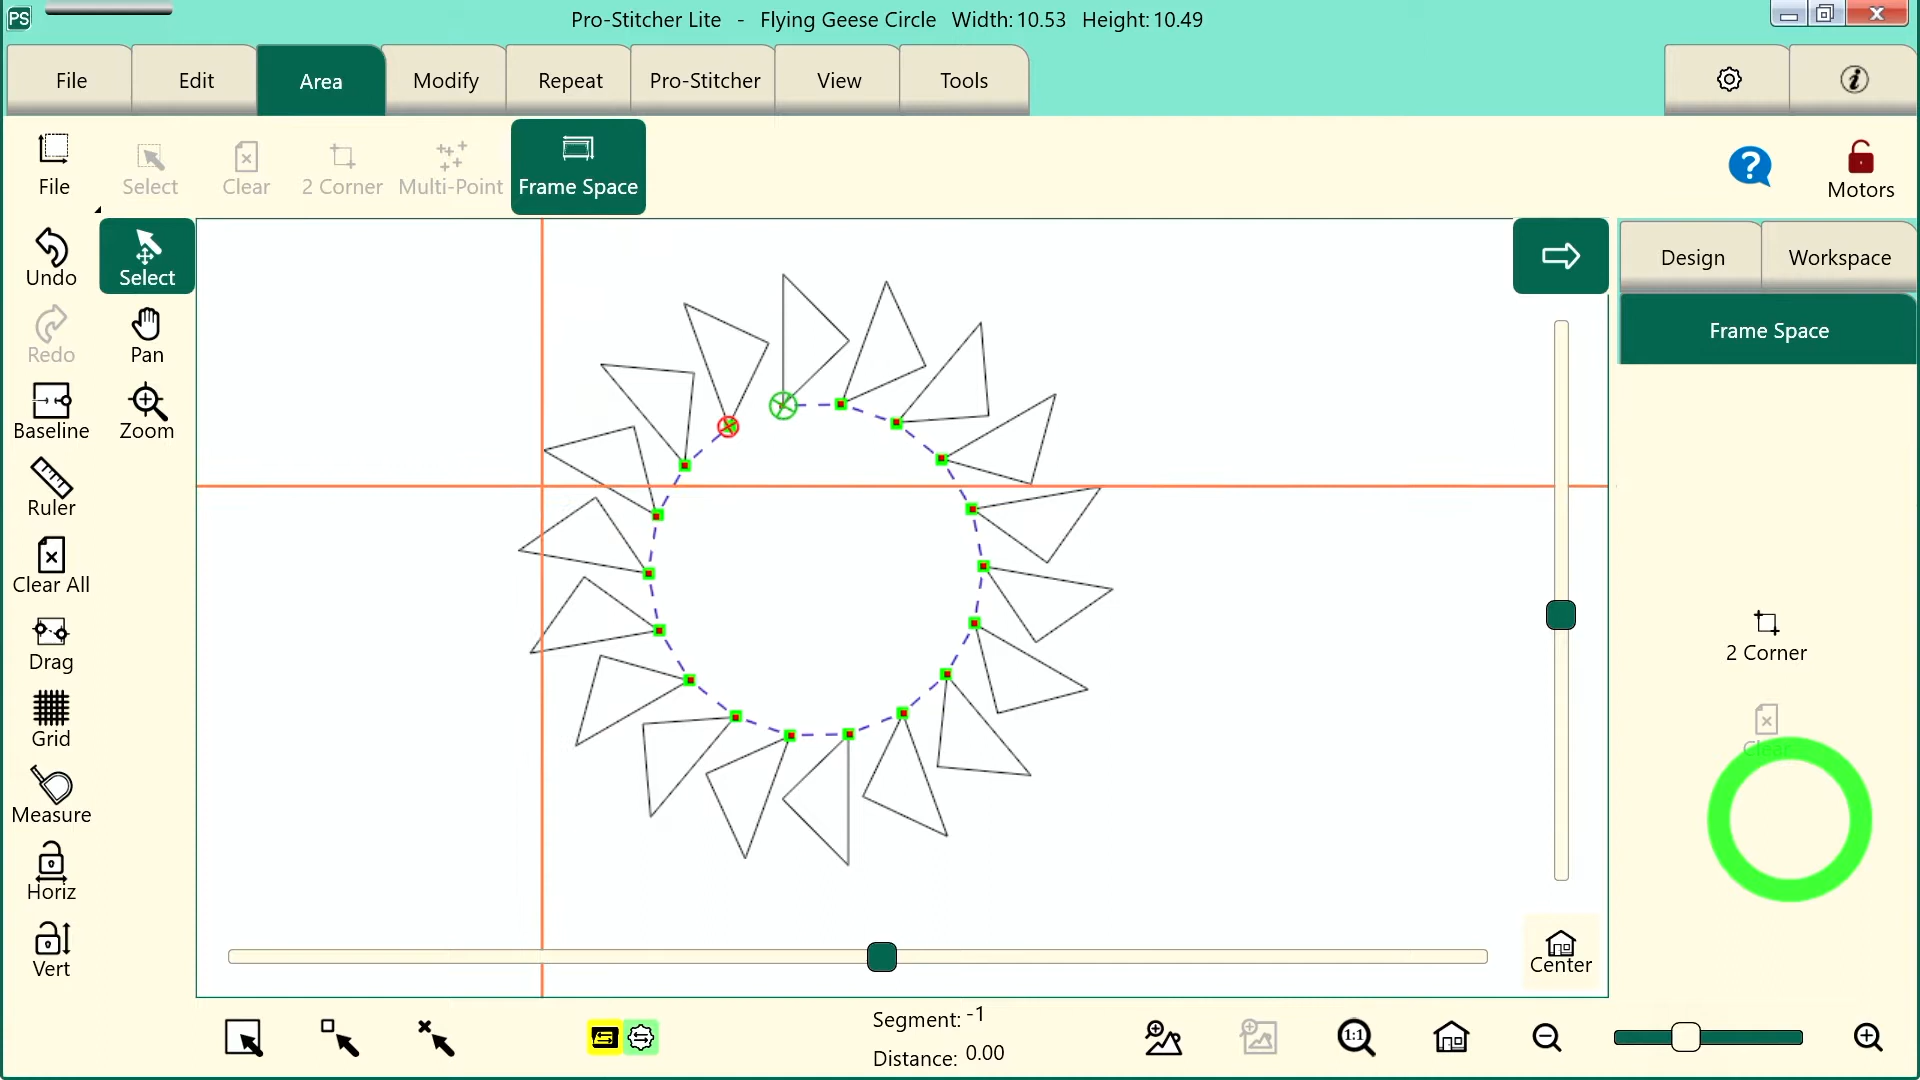 PS
Pro-Stitcher Lite - Flying Geese Circle Width: 10.53 Height: 10.49
File Edit Area Modify Repeat Pro-Stitcher View Tools
File Select Clear 2 Corner Multi-Point Frame Space Motors
Undo Select
Design Workspace
Frame Space
Redo Pan
Baseline Zoom
Ruler
Clear All
Drag
2 Corner
Grid
Clear
Measure
Horiz
Vert
Center
Segment: -1
Distance: 0.00
1:1